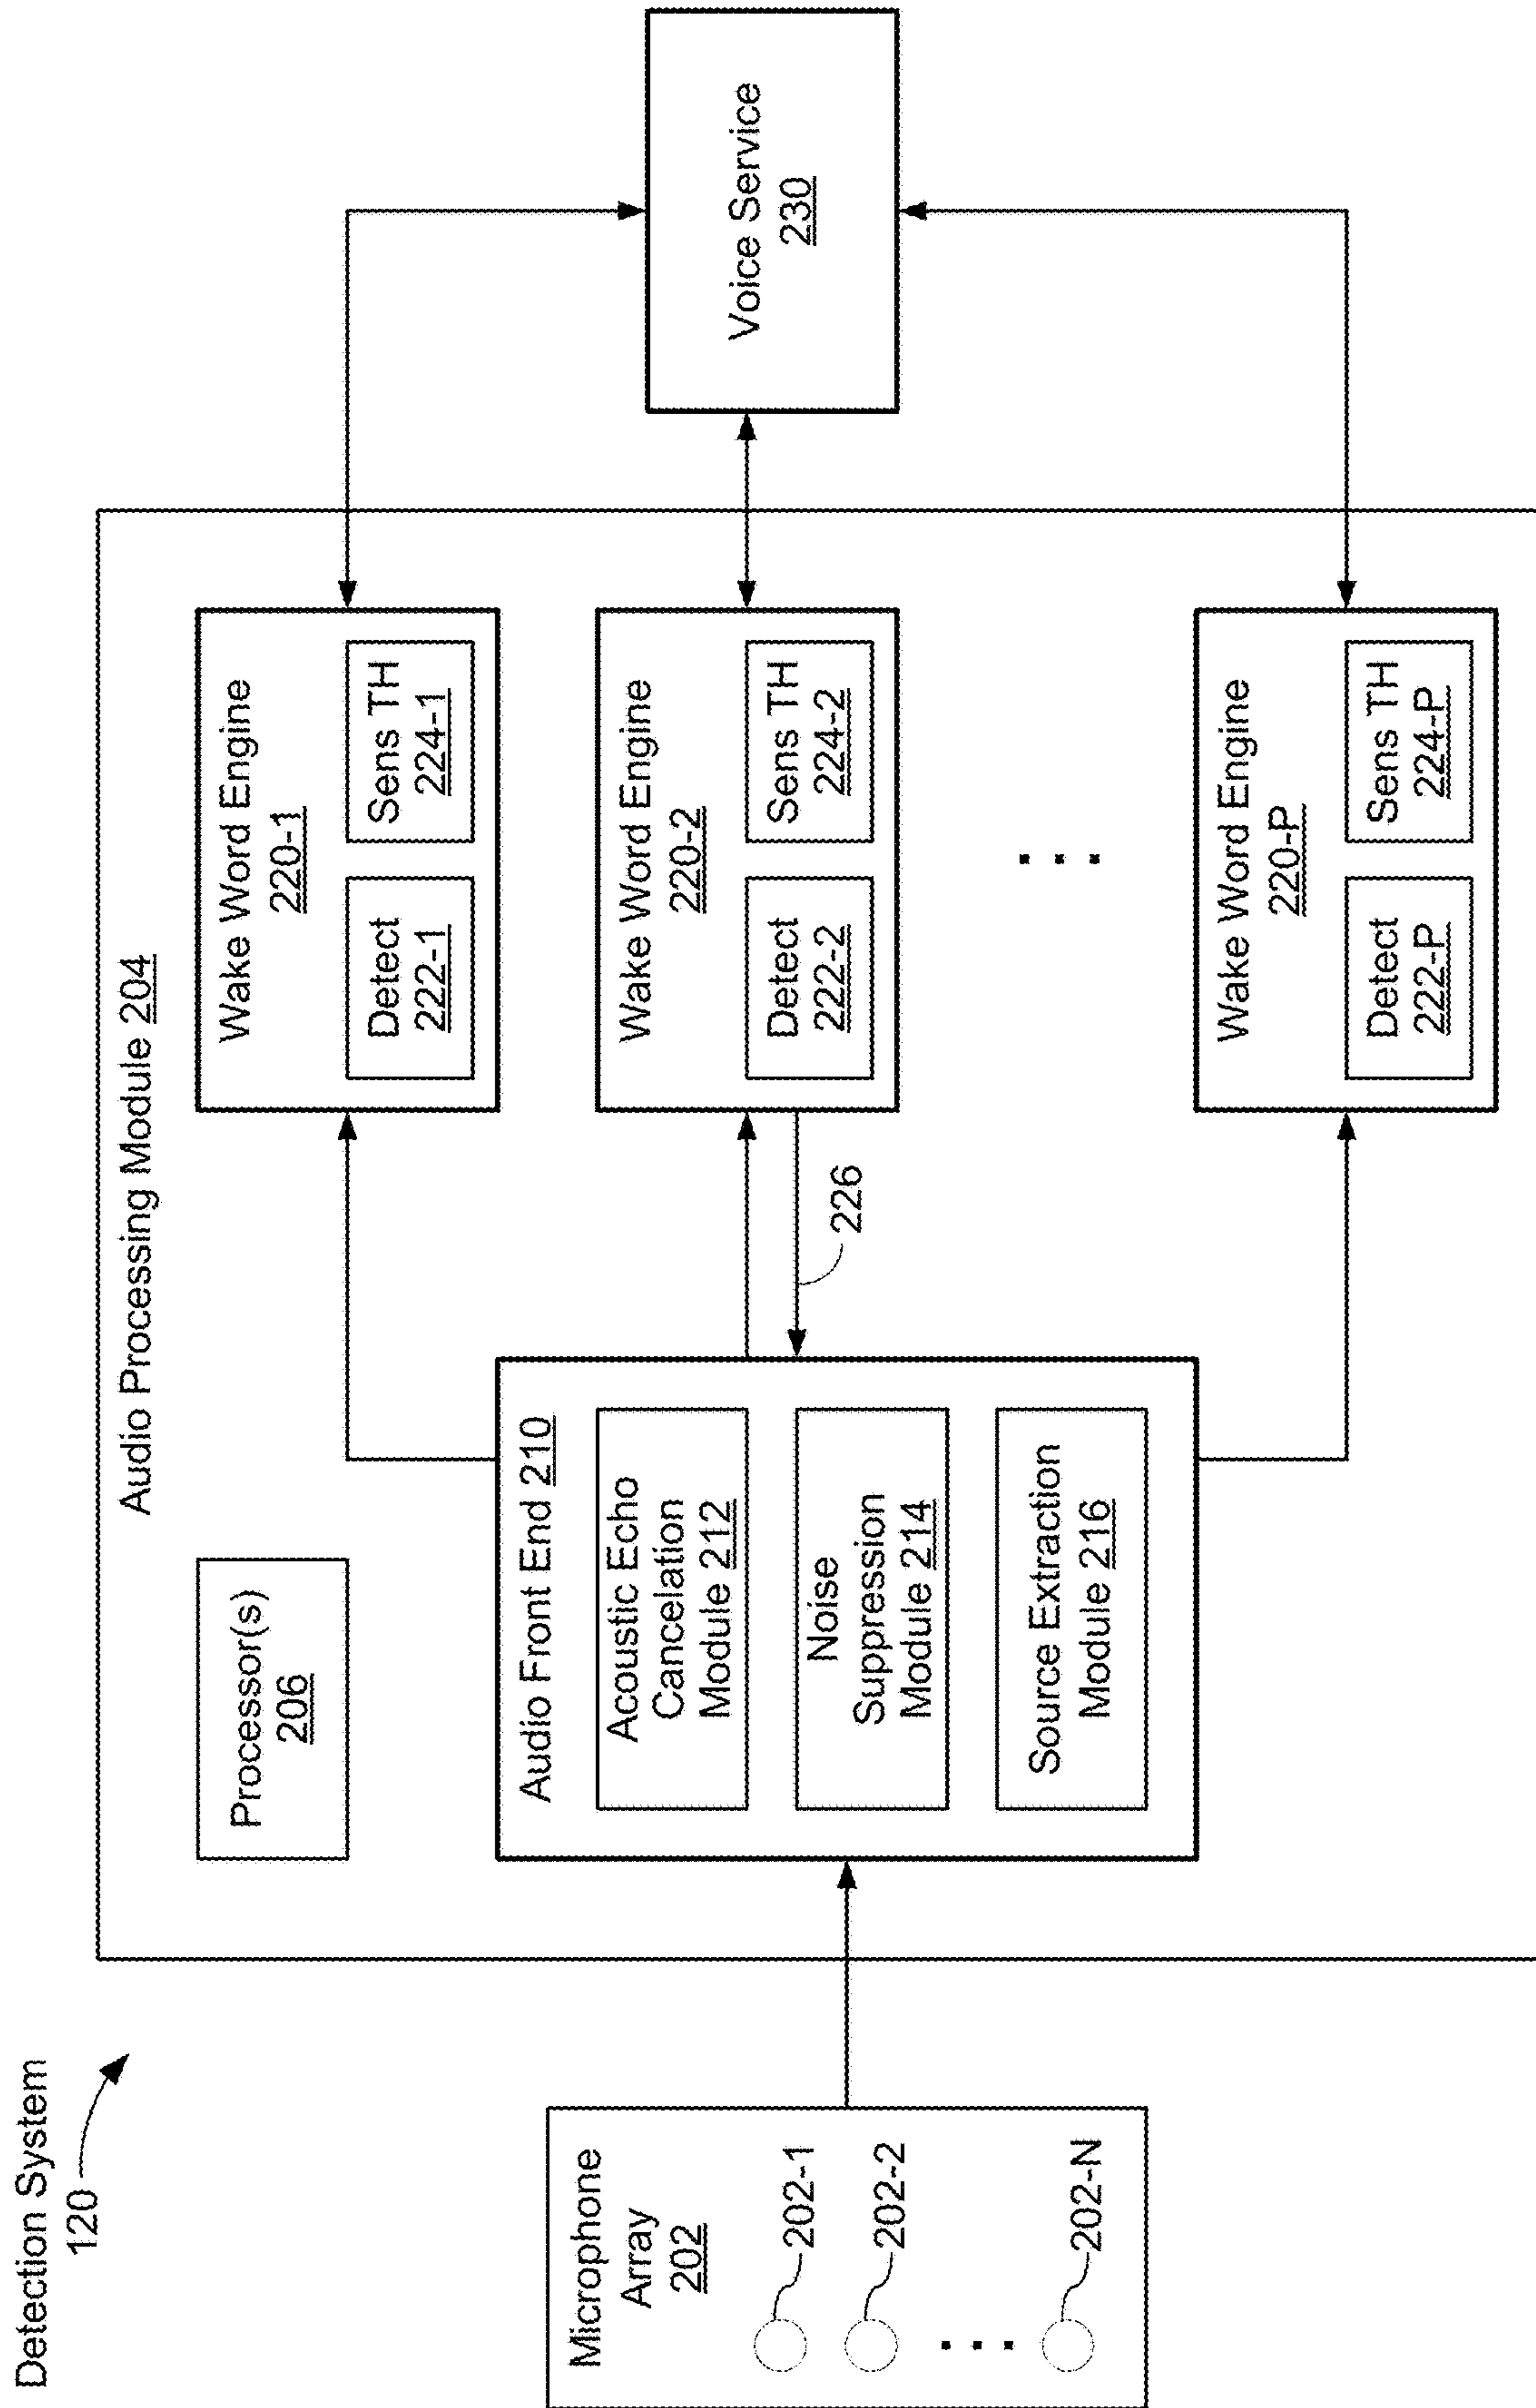 Detection System
120
Microphone
Array
202
202-1
202-2
202-N
Audio Processing Module 204
Processor(s)
206
Audio Front End 210
Acoustic Echo
Cancelation
Module 212
Noise
Suppression
Module 214
Source Extraction
Module 216
226
Wake Word Engine
220-1
Detect
222-1
Sens TH
224-1
Wake Word Engine
220-2
Detect
222-2
Sens TH
224-2
Wake Word Engine
220-P
Detect
222-P
Sens TH
224-P
Voice Service
230